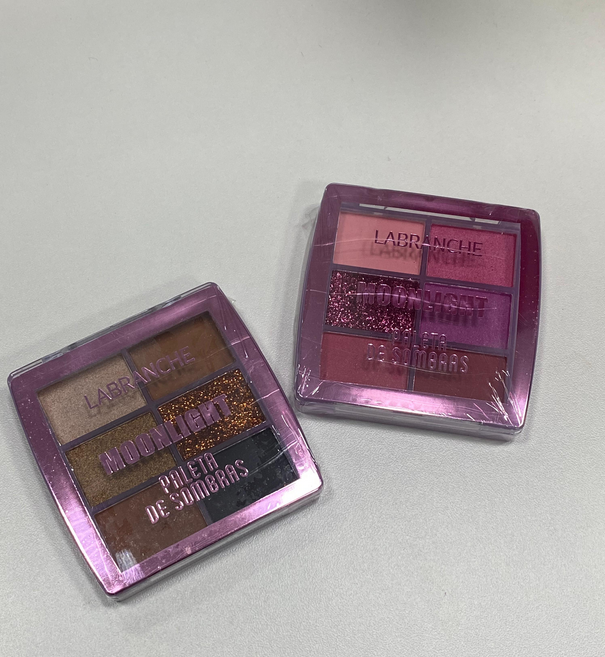 LABRANCHE
MOONLIGHT
PALETA
DE SOMBRAS
LABRANCHE
MOONLIGHT
PALETA
DE SOMBRAS